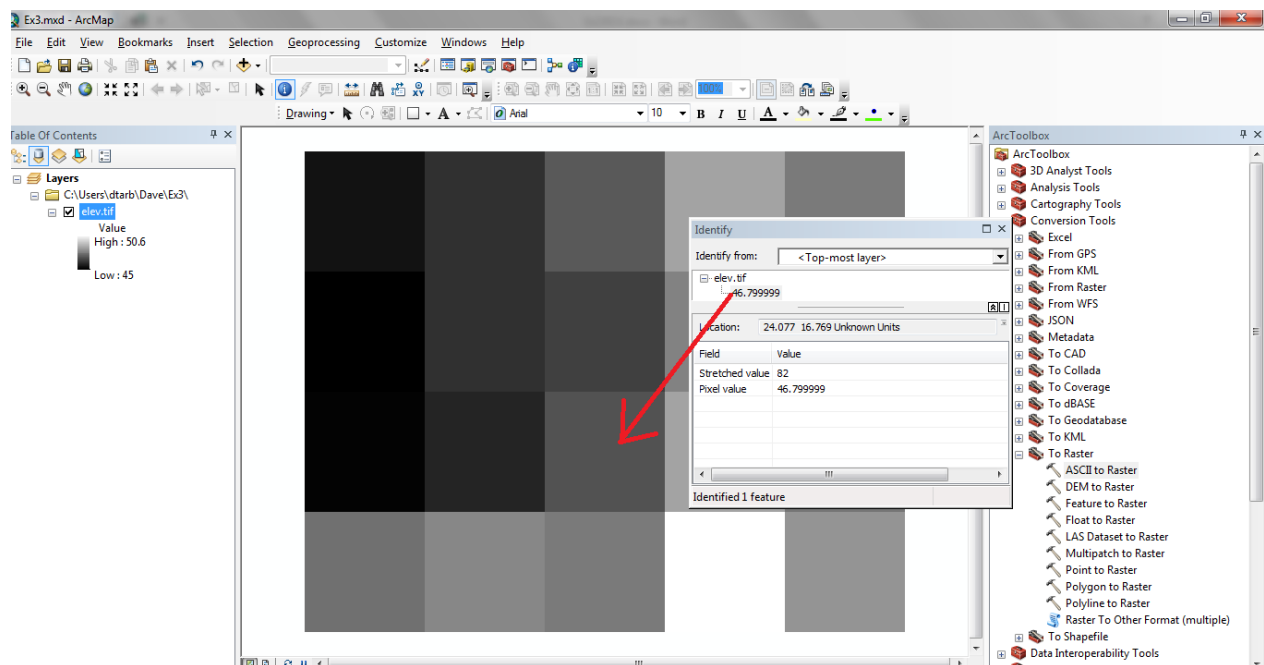 Ex3.mxd - ArcMap
File Edit View Bookmarks Insert Selection Geoprocessing Customize Windows Help
100%
Drawing A Arial 10 B I U A
Table Of Contents
ArcToolbox
Layers
C:\Users\dtarb\Dave\Ex3\
elev.tif
Value
High : 50.6
Low : 45
Identify
Identify from: <Top-most layer>
elev.tif
46.799999
Location: 24.077 16.769 Unknown Units
Field Value
Stretched value 82
Pixel value 46.799999
Identified 1 feature
ArcToolbox
3D Analyst Tools
Analysis Tools
Cartography Tools
Conversion Tools
Excel
From GPS
From KML
From Raster
From WFS
JSON
Metadata
To CAD
To Collada
To Coverage
To dBASE
To Geodatabase
To KML
To Raster
ASCII to Raster
DEM to Raster
Feature to Raster
Float to Raster
LAS Dataset to Raster
Multipatch to Raster
Point to Raster
Polygon to Raster
Polyline to Raster
Raster To Other Format (multiple)
To Shapefile
Data Interoperability Tools